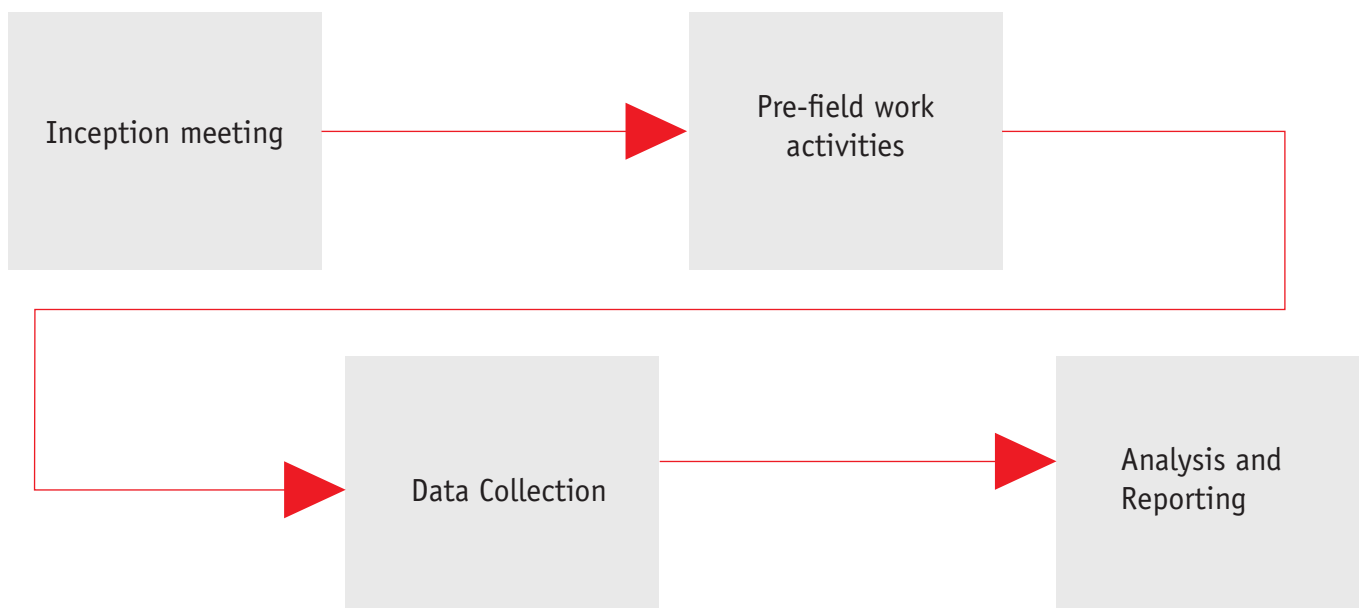 Inception meeting
Pre-field work
activities
Data Collection
Analysis and
Reporting